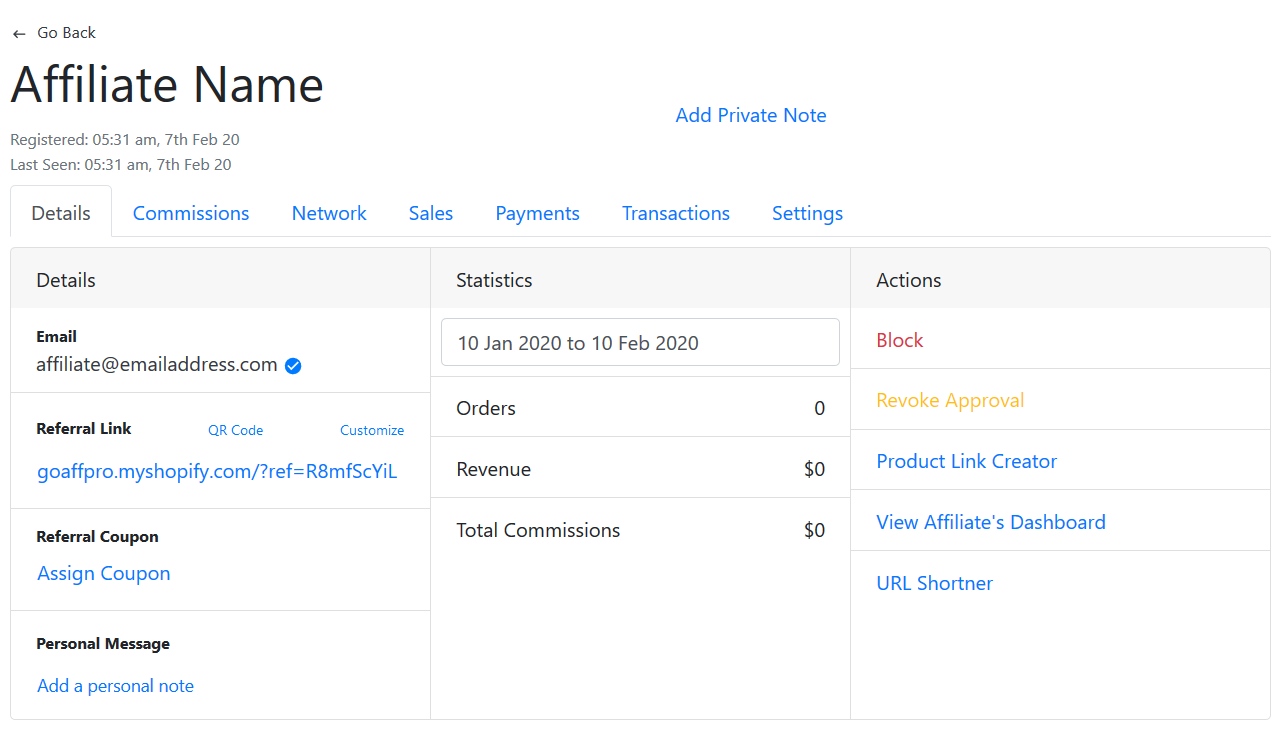 ← Go Back
Affiliate Name
Add Private Note
Registered: 05:31 am, 7th Feb 20
Last Seen: 05:31 am, 7th Feb 20
Details Commissions Network Sales Payments Transactions Settings
Details
Email
affiliate@emailaddress.com
Referral Link QR Code Customize
goaffpro.myshopify.com/?ref=R8mfScYiL
Referral Coupon
Assign Coupon
Personal Message
Add a personal note
Statistics
10 Jan 2020 to 10 Feb 2020
Orders 0
Revenue $0
Total Commissions $0
Actions
Block
Revoke Approval
Product Link Creator
View Affiliate's Dashboard
URL Shortner